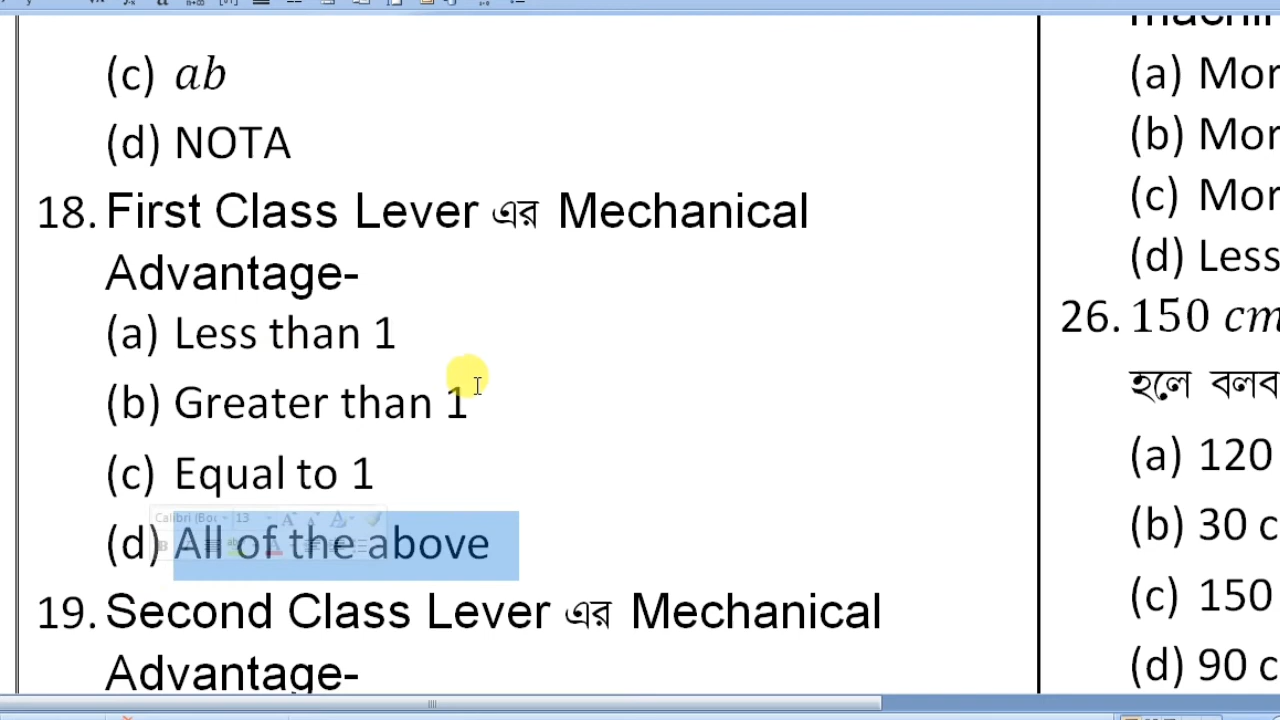 (c) ab
(d) NOTA
18. First Class Lever এর Mechanical
Advantage-
(a) Less than 1
(b) Greater than 1
(c) Equal to 1
(d) All of the above
19. Second Class Lever এর Mechanical
Advantage-
(a) Mor
(b) Mor
(c) Mor
(d) Less
26. 150 cm
হলে বলব
(a) 120
(b) 30 c
(c) 150
(d) 90 c